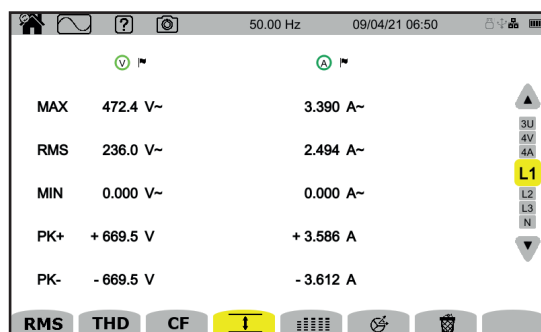 ? 50.00 Hz 09/04/21 06:50
V A
MAX 472.4 V~ 3.390 A~
RMS 236.0 V~ 2.494 A~
MIN 0.000 V~ 0.000 A~
PK+ + 669.5 V + 3.586 A
PK- - 669.5 V - 3.612 A
3U
4V
4A
L1
L2
L3
N
RMS THD CF